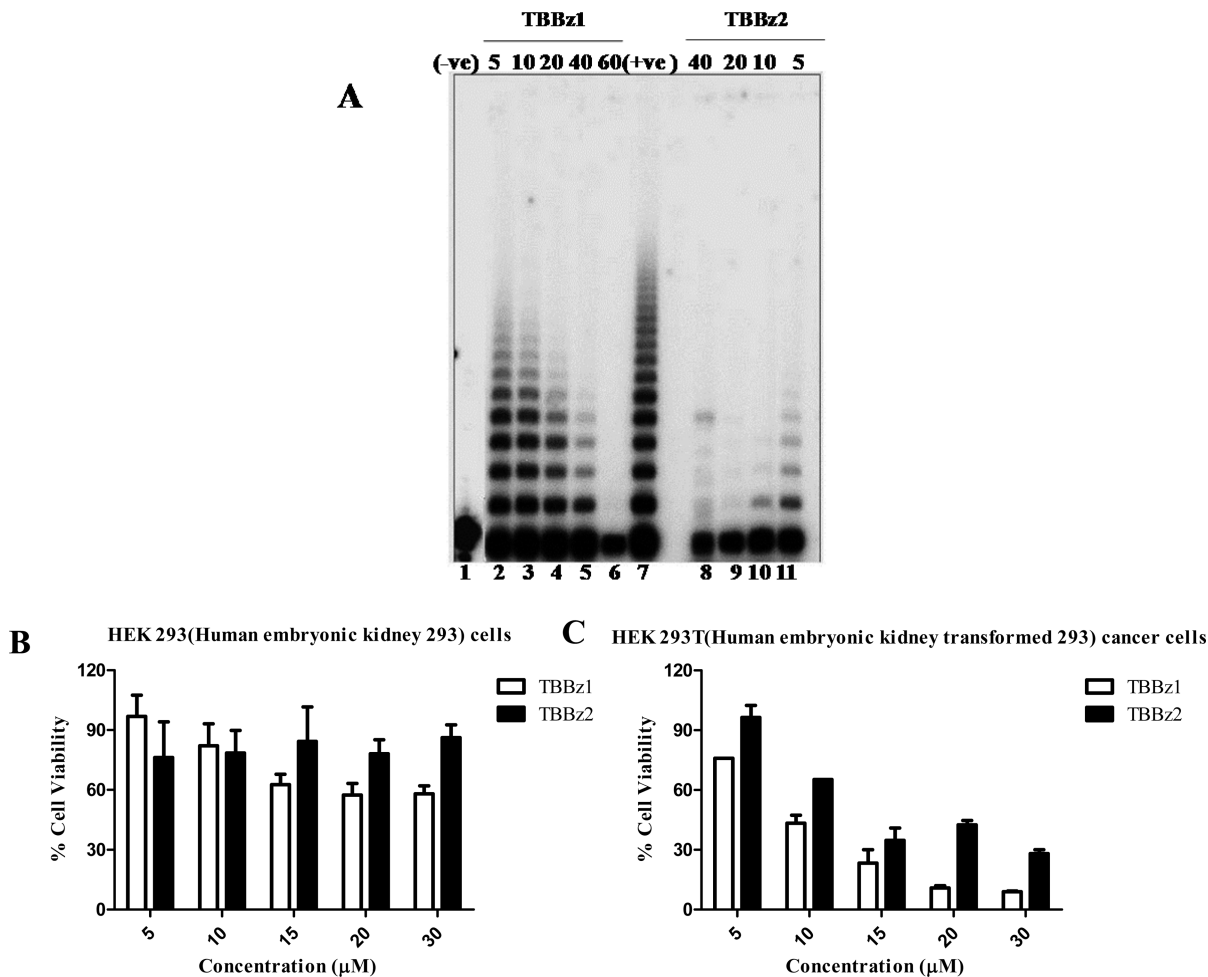 TBBz1 TBBz2
(-ve) 5 10 20 40 60 (+ve) 40 20 10 5
A
1 2 3 4 5 6 7 8 9 10 11
B
HEK 293(Human embryonic kidney 293) cells
120
90
60
30
0
% Cell Viability
5 10 15 20 30
Concentration (μM)
TBBz1
TBBz2
C
HEK 293T(Human embryonic kidney transformed 293) cancer cells
120
90
60
30
0
% Cell Viability
5 10 15 20 30
Concentration (μM)
TBBz1
TBBz2